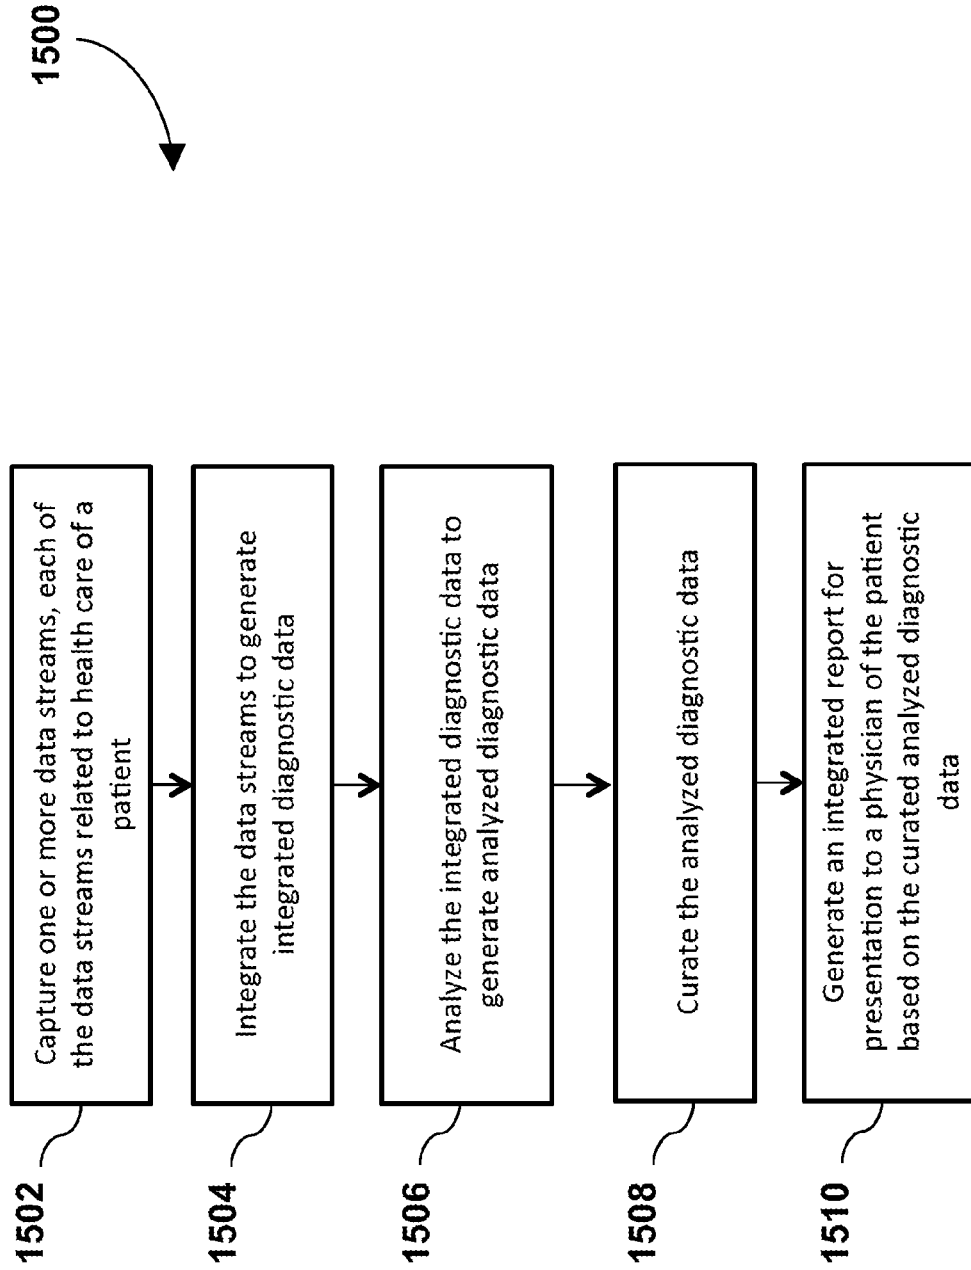 1500
1502
Capture one or more data streams, each of
the data streams related to health care of a
patient
1504
Integrate the data streams to generate
integrated diagnostic data
1506
Analyze the integrated diagnostic data to
generate analyzed diagnostic data
1508
Curate the analyzed diagnostic data
1510
Generate an integrated report for
presentation to a physician of the patient
based on the curated analyzed diagnostic
data